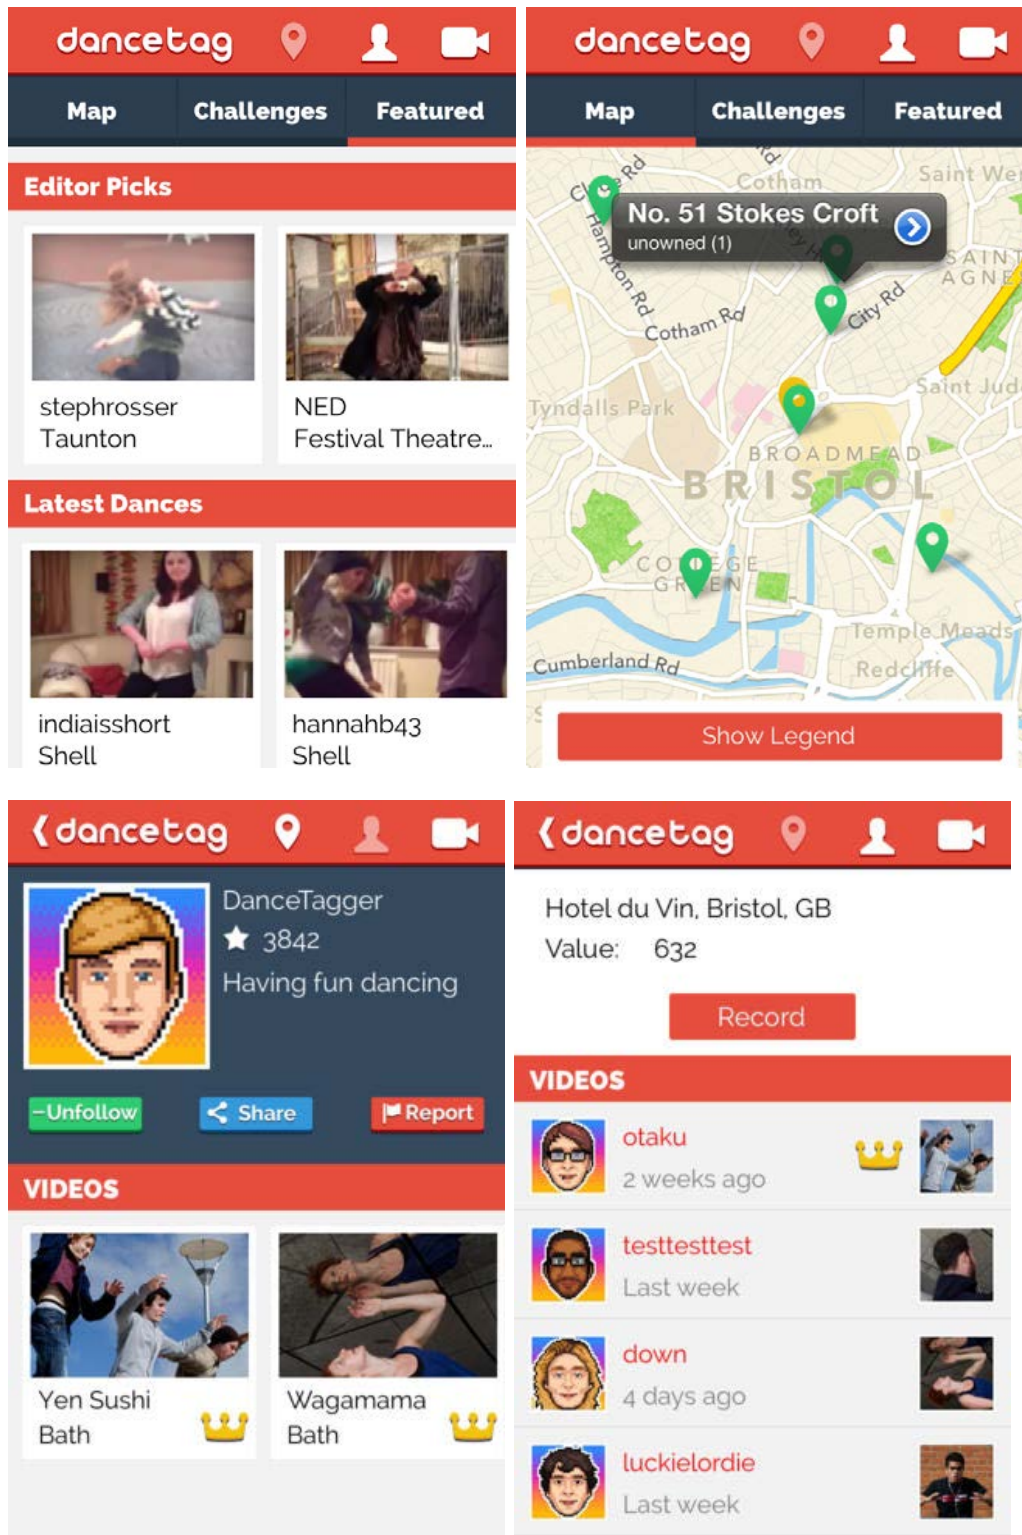 dancetag
Map Challenges Featured
Editor Picks
stephrosser
Taunton
NED
Festival Theatre...
Latest Dances
indiaisshort
Shell
hannahb43
Shell
dancetag
Map Challenges Featured
Rd
Rd
Cotham
Saint Wer
No. 51 Stokes Croft
unowned (1)
Hampton Rd
SAINT
AGNE
City Rd
Cotham Rd
Saint Jud
Tyndalls Park
BROADMEAD
BRISTOL
COLLEGE
GREEN
Temple Meads
Redcliffe
Cumberland Rd
Show Legend
dancetag
DanceTagger
3842
Having fun dancing
–Unfollow
Share
Report
VIDEOS
Yen Sushi
Bath
Wagamama
Bath
dancetag
Hotel du Vin, Bristol, GB
Value: 632
Record
VIDEOS
otaku
2 weeks ago
testtesttest
Last week
down
4 days ago
luckielordie
Last week